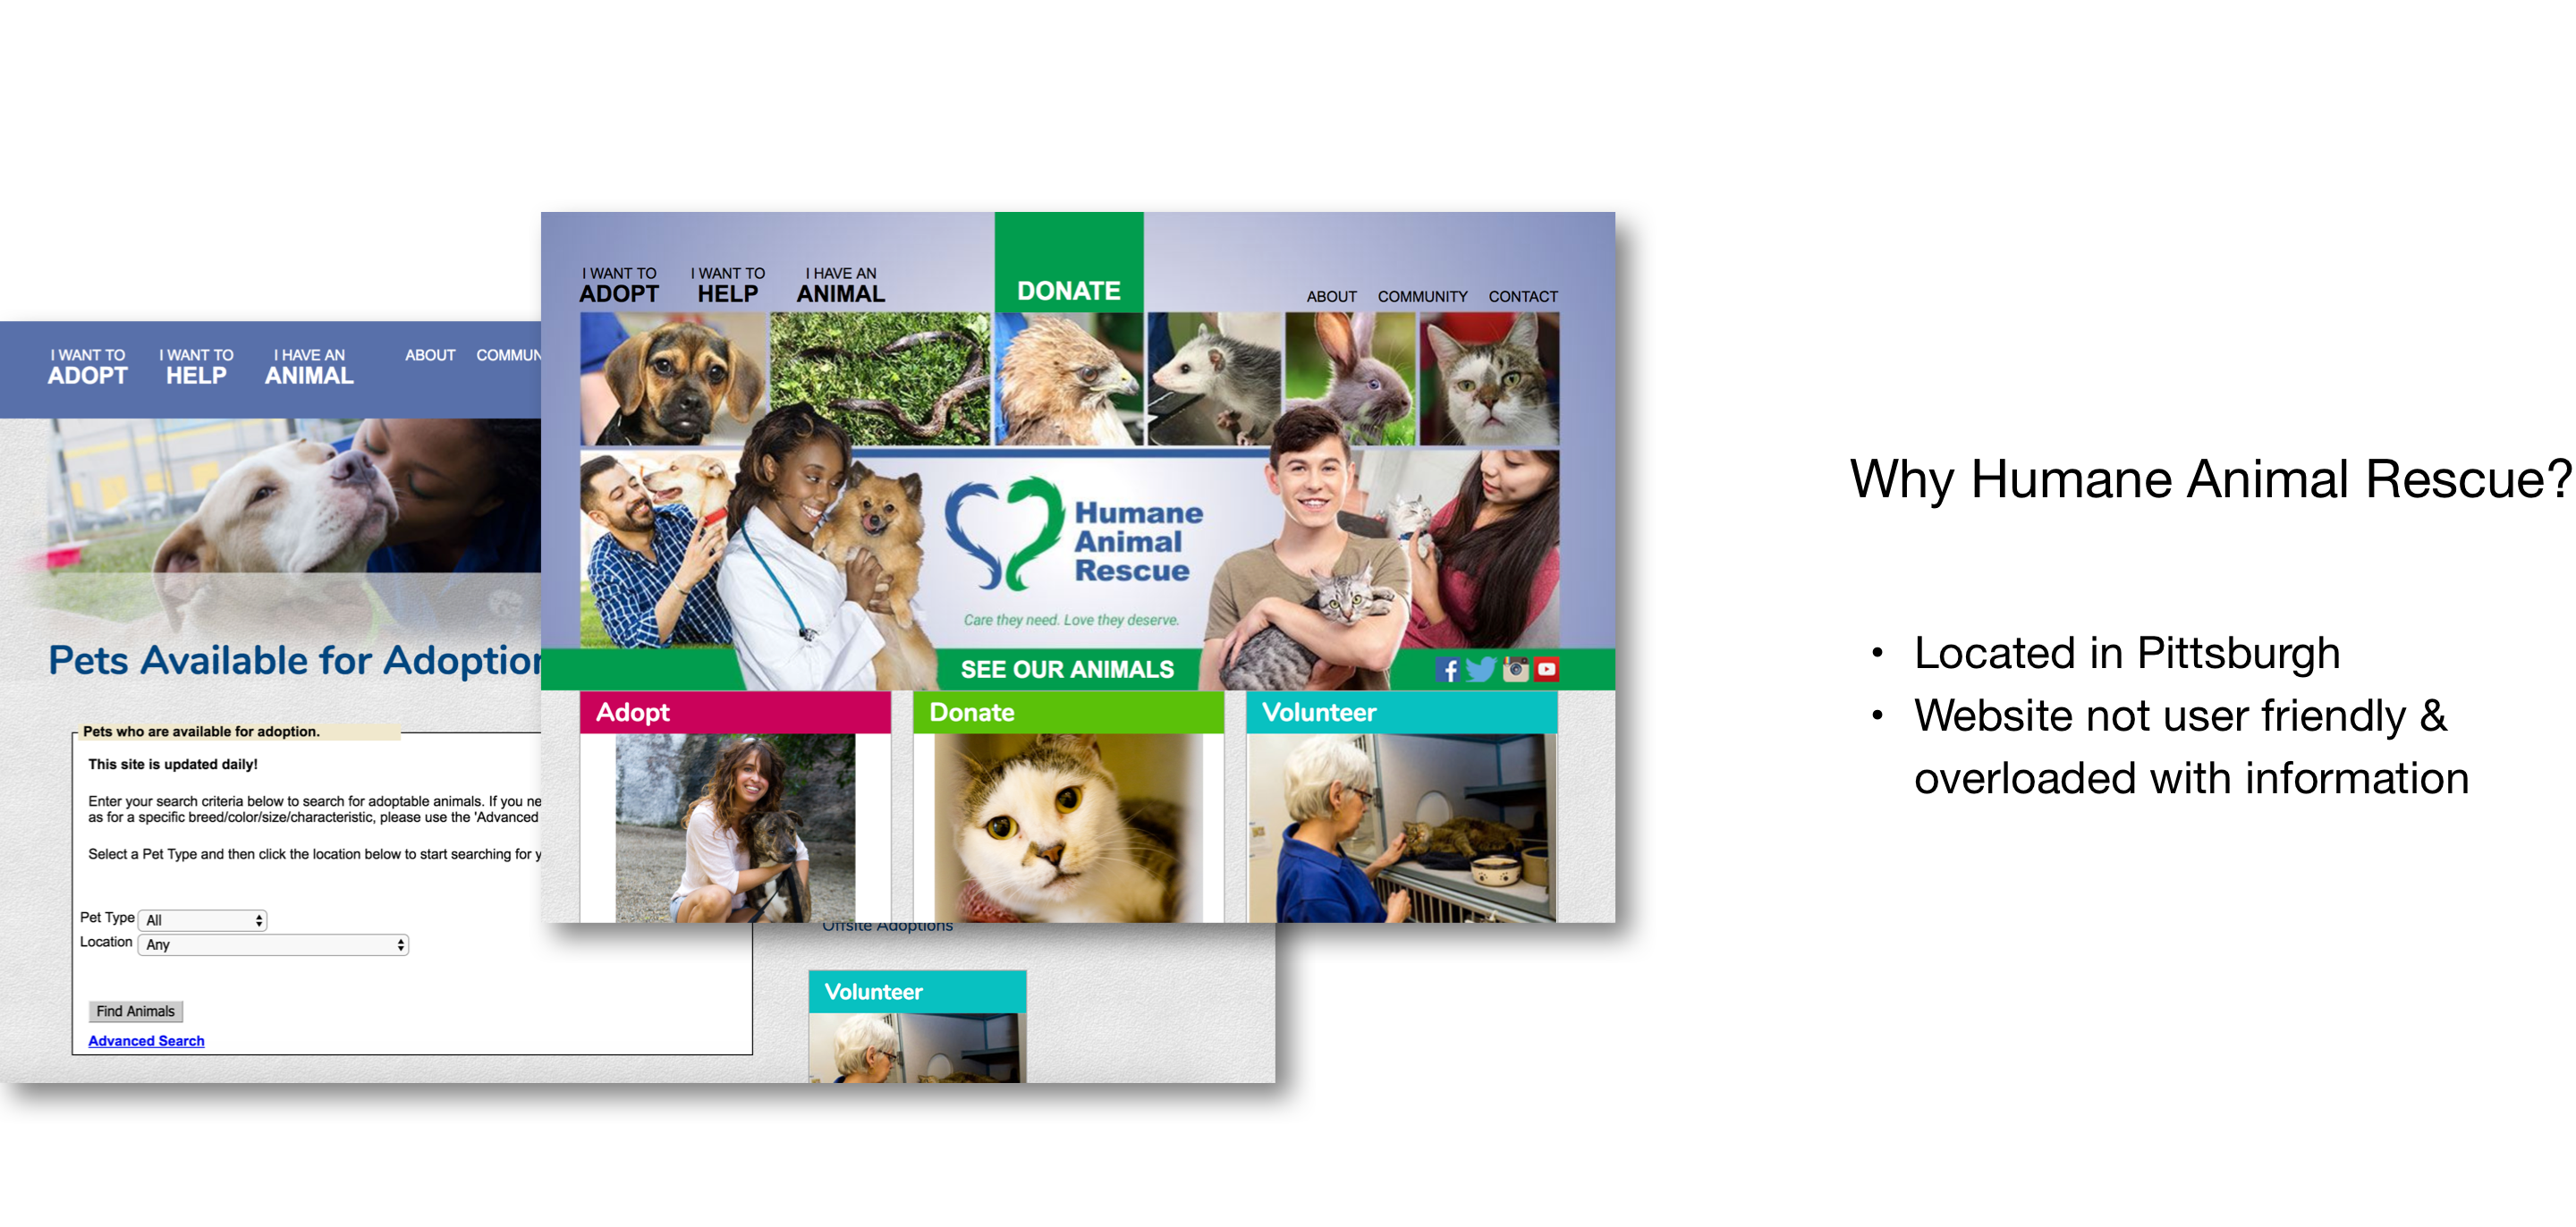 I WANT TO
ADOPT
I WANT TO
HELP
I HAVE AN
ANIMAL
ABOUT
Pets Available for
Pets who are available for adoption.
This site is updated daily!
Enter your search criteria below to search for adoptable animals. If you
as for a specific breed/color/size/characteristic, please use the 'Advanced
Select a Pet Type and then click the location below to start searching for
Pet Type All
Location Any
Find Animals
Advanced Search
Offsite Adoptions
Volunteer
I WANT TO
ADOPT
I WANT TO
HELP
I HAVE AN
ANIMAL
DONATE
ABOUT COMMUNITY CONTACT
Humane
Animal
Rescue
Care they need. Love they deserve.
SEE OUR ANIMALS
Adopt
Donate
Volunteer
Why Humane Animal Rescue?
• Located in Pittsburgh
• Website not user friendly &
overloaded with information